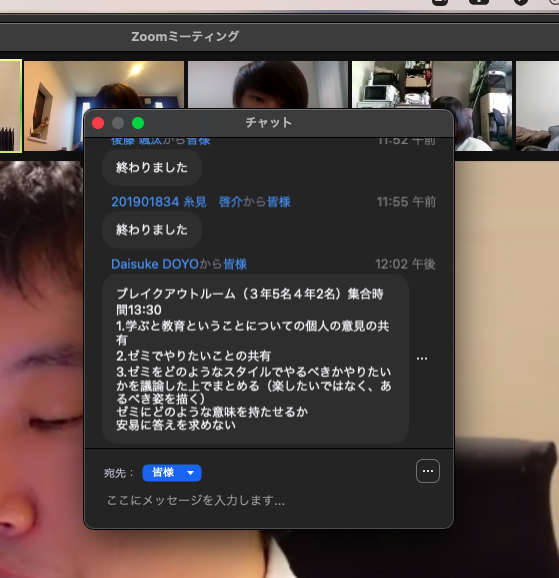 Zoomミーティング
チャット
後藤 颯汰から皆様 11:52 午前
終わりました
201901834 糸見 啓介から皆様 11:55 午前
終わりました
Daisuke DOYOから皆様 12:02 午後
ブレイクアウトルーム（３年5名４年2名）集合時
間13:30
1.学ぶと教育ということについての個人の意見の共
有
2.ゼミでやりたいことの共有
3.ゼミをどのようなスタイルでやるべきかやりたい
かを議論した上でまとめる（楽したいではなく、あ
るべき姿を描く）
ゼミにどのような意味を持たせるか
安易に答えを求めない
宛先： 皆様
ここにメッセージを入力します...